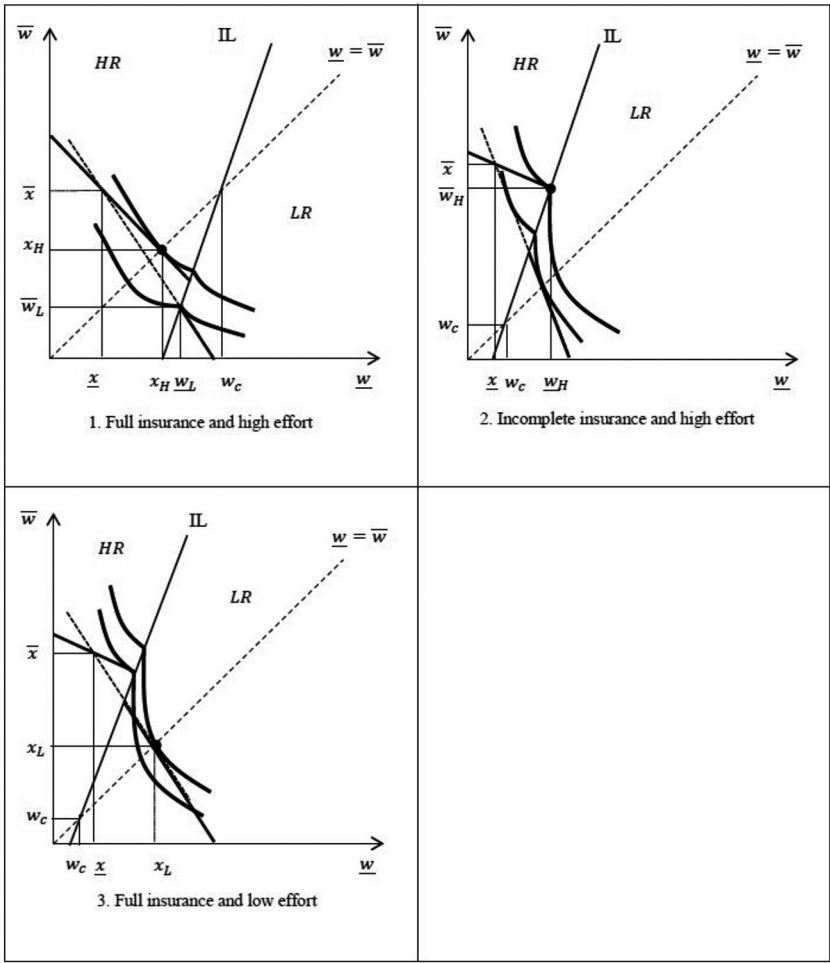 w̅
IL
w̲ = w̅
HR
LR
x̅
x_H
w̅_L
x̲
x_H
w̲_L
w_c
w̲
1. Full insurance and high effort
w̅
IL
w̲ = w̅
HR
LR
x̅
w̅_H
w_c
x̲
w_c
w̲_H
w̲
2. Incomplete insurance and high effort
w̅
IL
w̲ = w̅
HR
LR
x̅
x_L
w_c
w_c
x̲
x_L
w̲
3. Full insurance and low effort